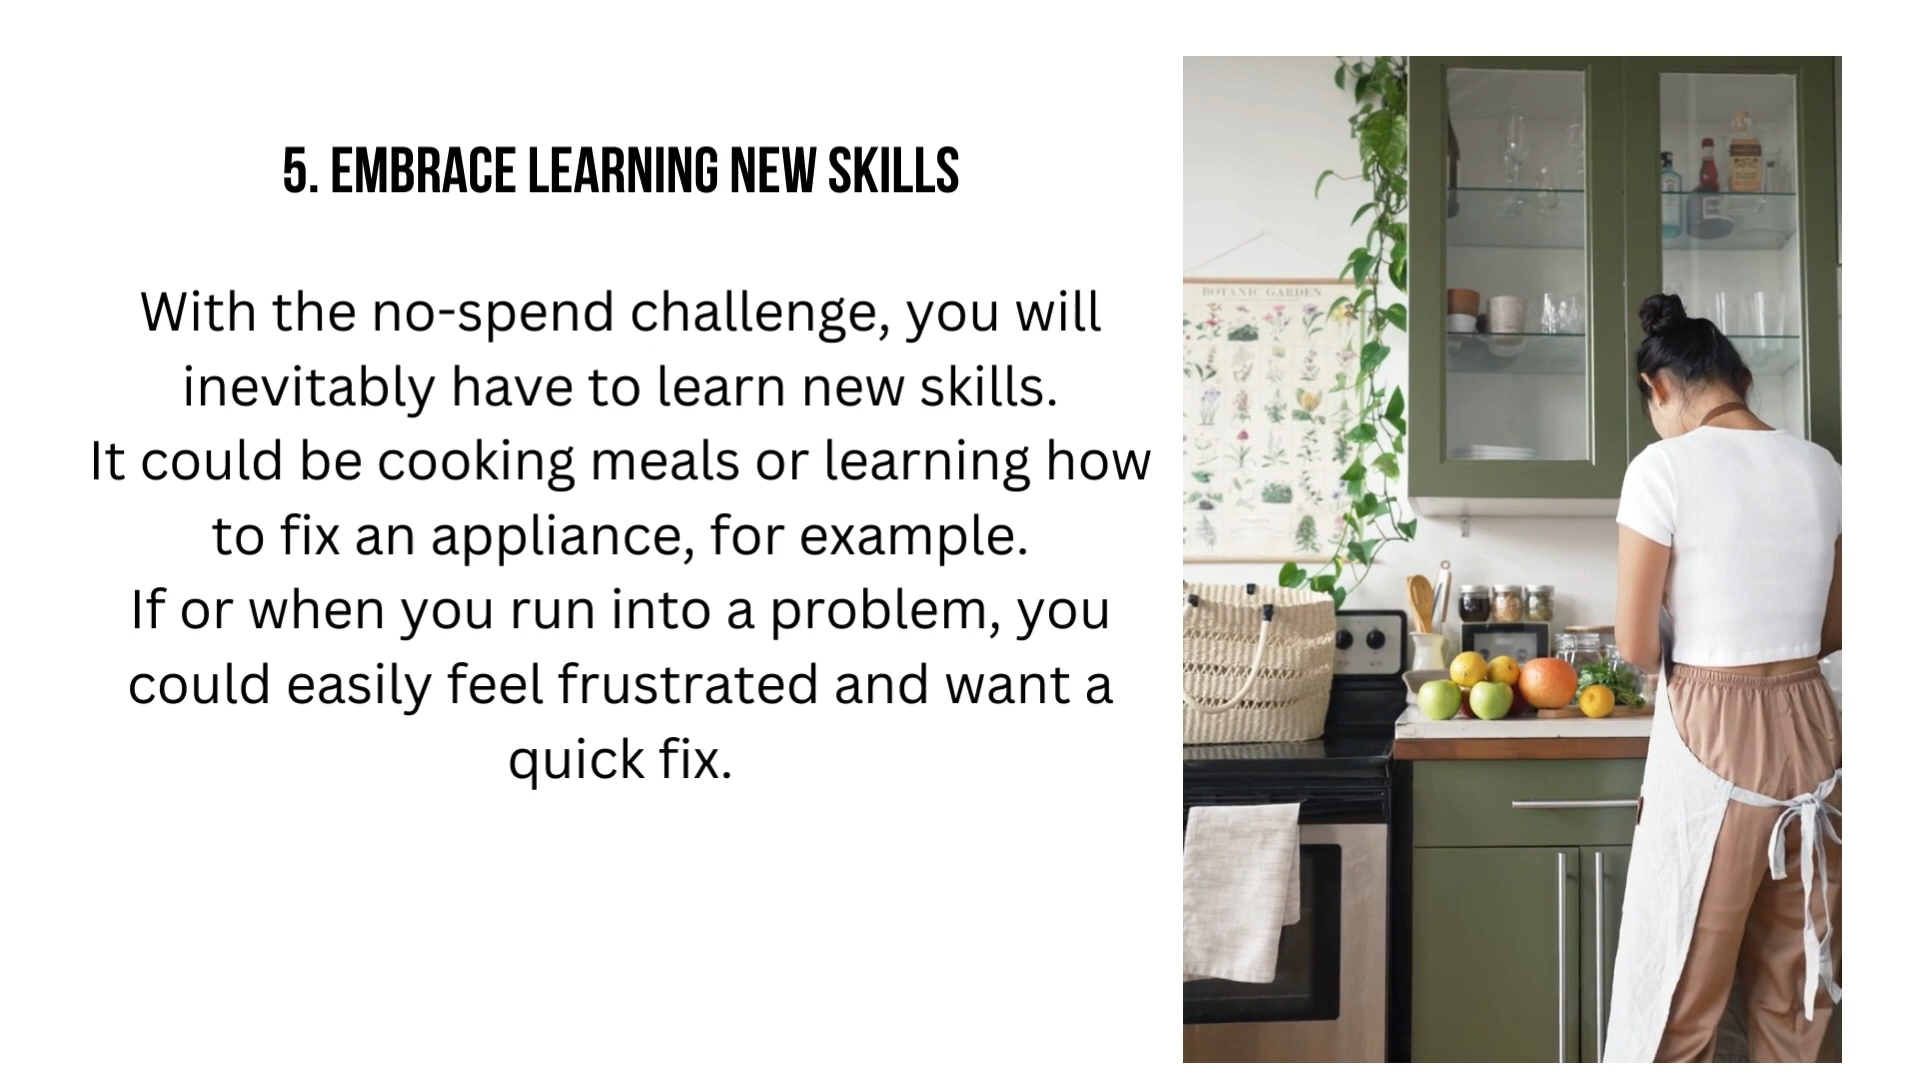 5. EMBRACE LEARNING NEW SKILLS
With the no-spend challenge, you will
inevitably have to learn new skills.
It could be cooking meals or learning how
to fix an appliance, for example.
If or when you run into a problem, you
could easily feel frustrated and want a
quick fix.
BOTANIC GARDEN